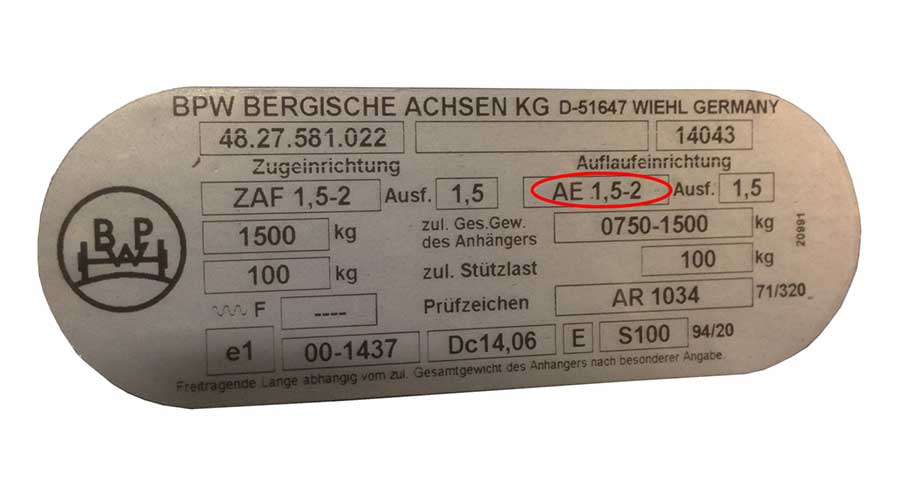 BPW BERGISCHE ACHSEN KG D-51647 WIEHL GERMANY
48.27.581.022 14043
Zugeinrichtung Auflaufeinrichtung
ZAF 1,5-2 Ausf. 1,5 AE 1,5-2 Ausf. 1,5
1500 kg zul. Ges.Gew. des Anhängers 0750-1500 kg
100 kg zul. Stützlast 100 kg
F ---- Prüfzeichen AR 1034 71/320
e1 00-1437 Dc14,06 E S100 94/20
Freitragende Länge abhängig vom zul. Gesamtgewicht des Anhängers nach besonderer Angabe.
BPW
20991